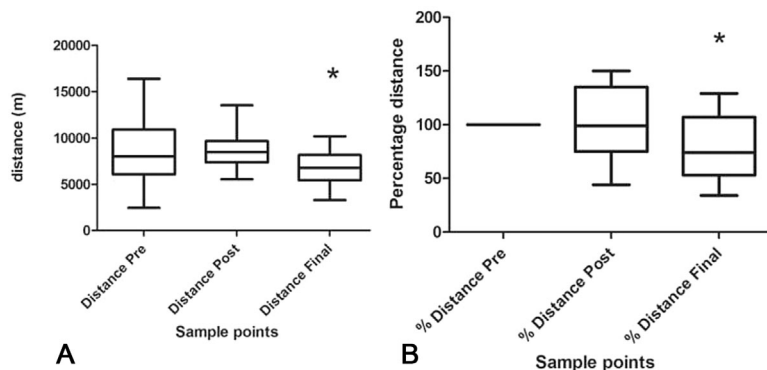 distance (m)
20000
15000
10000
5000
0
*
Distance Pre
Distance Post
Distance Final
Sample points
A
Percentage distance
200
150
100
50
0
*
% Distance Pre
% Distance Post
% Distance Final
Sample points
B